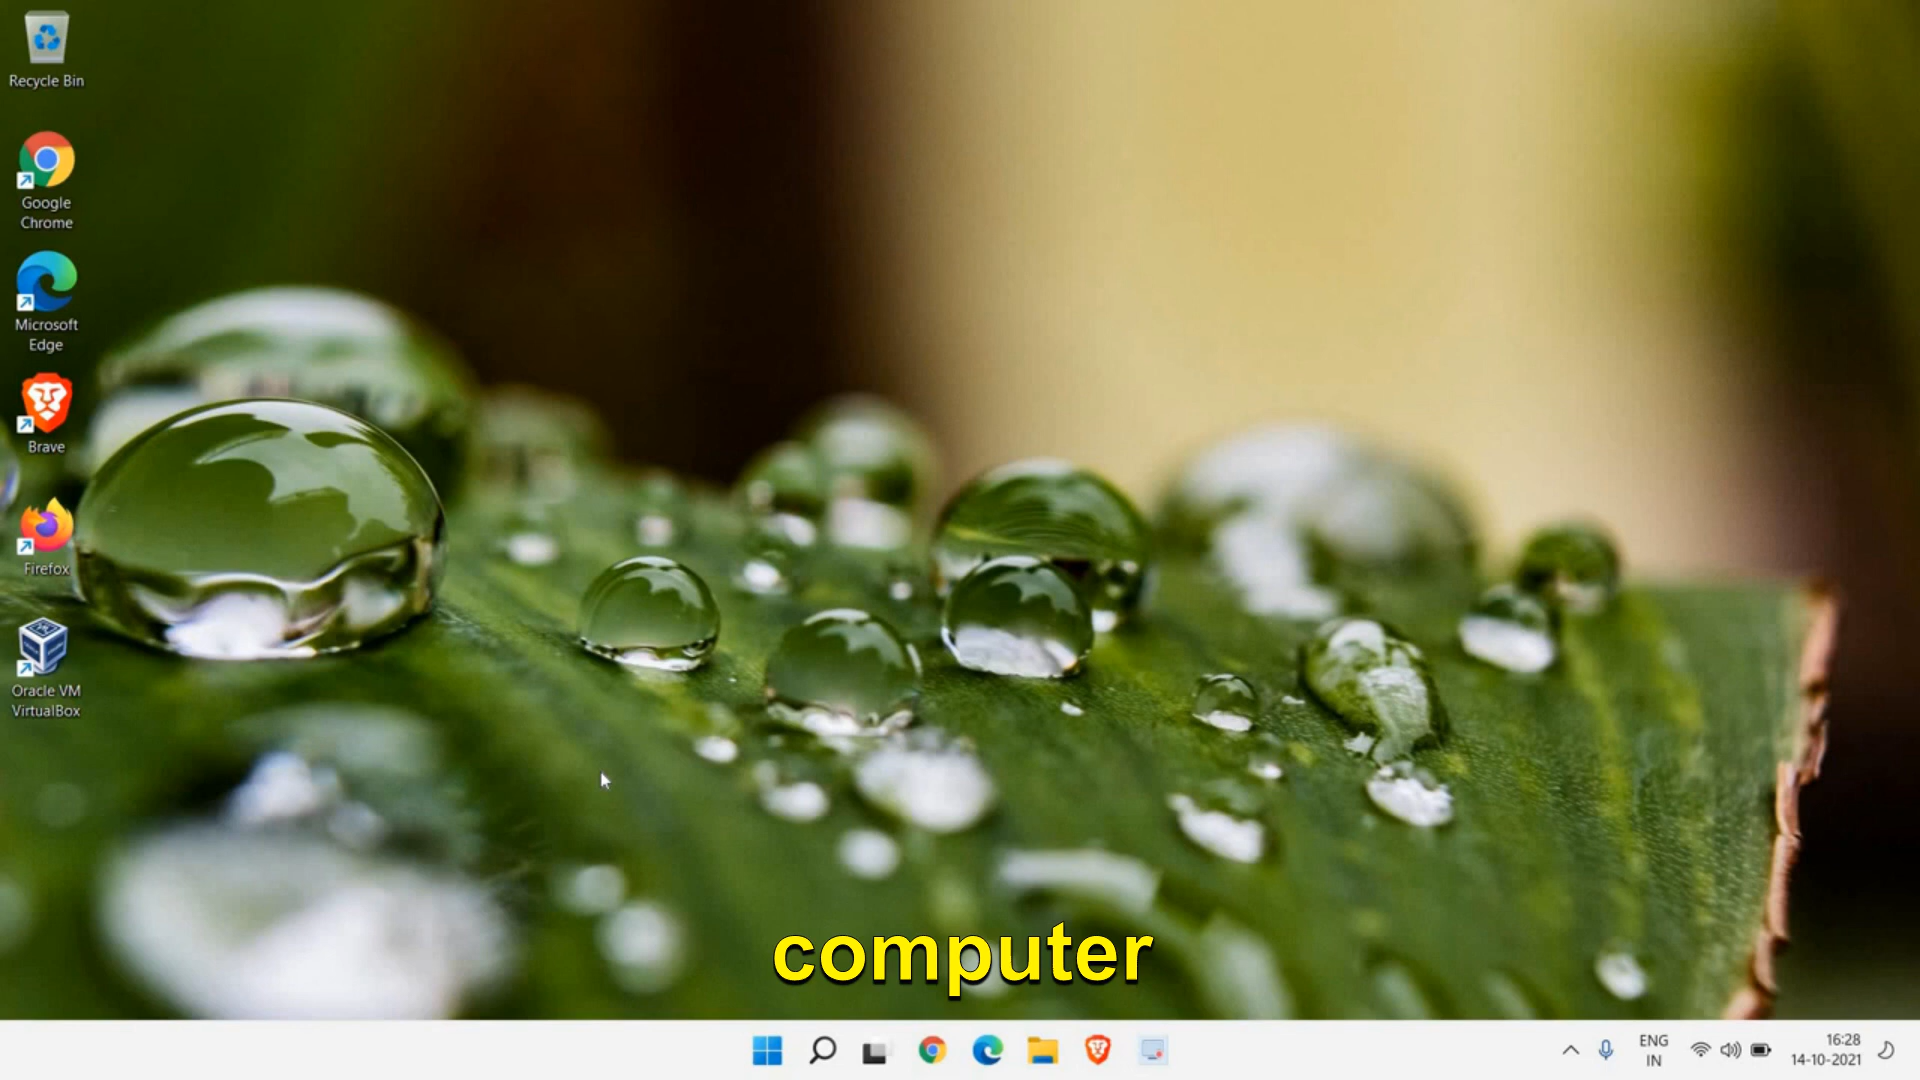 Recycle Bin
Google
Chrome
Microsoft
Edge
Brave
Firefox
Oracle VM
VirtualBox
computer
ENG
IN
16:28
14-10-2021